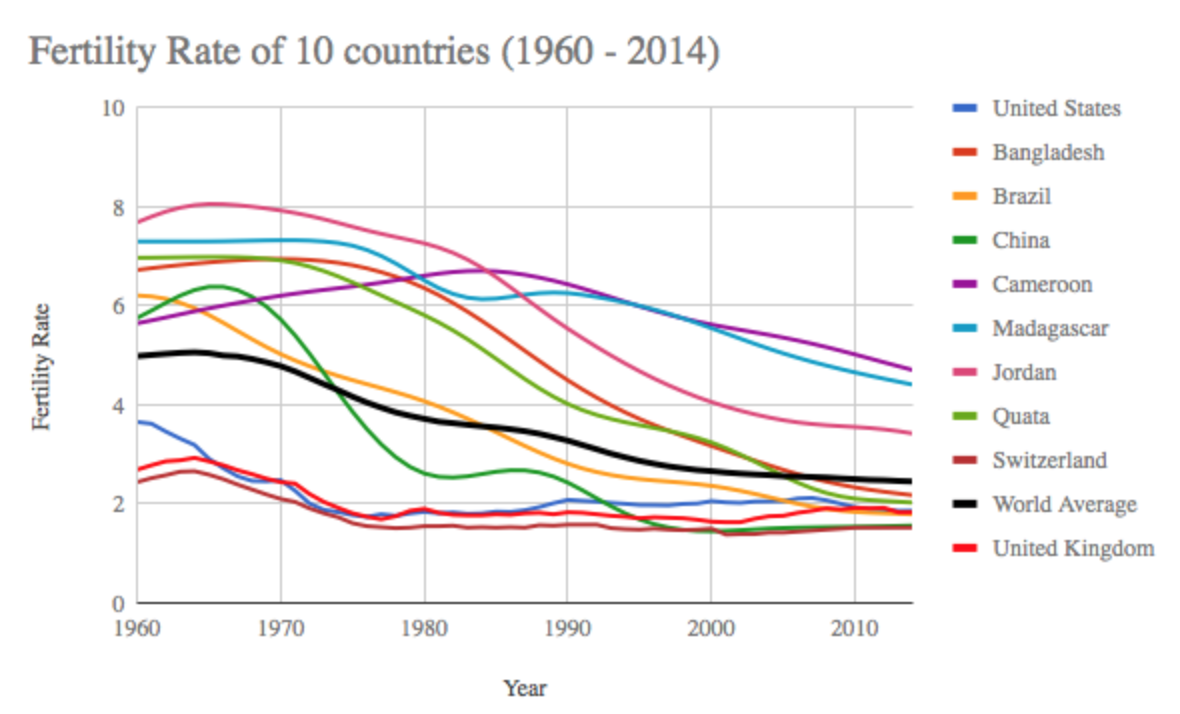 Fertility Rate of 10 countries (1960 - 2014)
10
8
6
4
2
0
Fertility Rate
1960 1970 1980 1990 2000 2010
Year
United States
Bangladesh
Brazil
China
Cameroon
Madagascar
Jordan
Quata
Switzerland
World Average
United Kingdom